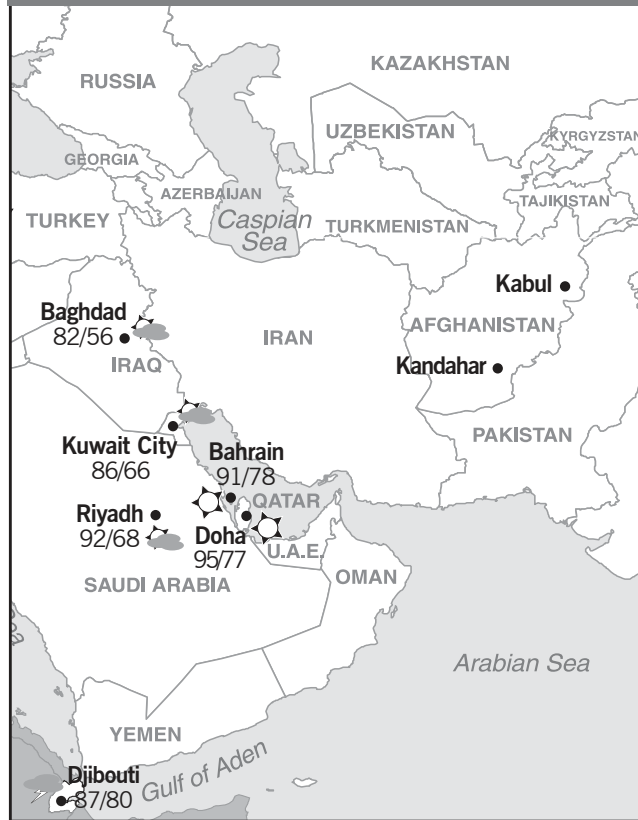 RUSSIA
KAZAKHSTAN
UZBEKISTAN
KYRGYZSTAN
GEORGIA
AZERBAIJAN
TAJIKISTAN
TURKEY
Caspian
Sea
TURKMENISTAN
Kabul
Baghdad
82/56
IRAN
AFGHANISTAN
IRAQ
Kandahar
PAKISTAN
Kuwait City
86/66
Bahrain
91/78
QATAR
Riyadh
92/68
Doha
95/77
U.A.E.
OMAN
SAUDI ARABIA
Arabian Sea
YEMEN
Gulf of Aden
Djibouti
87/80